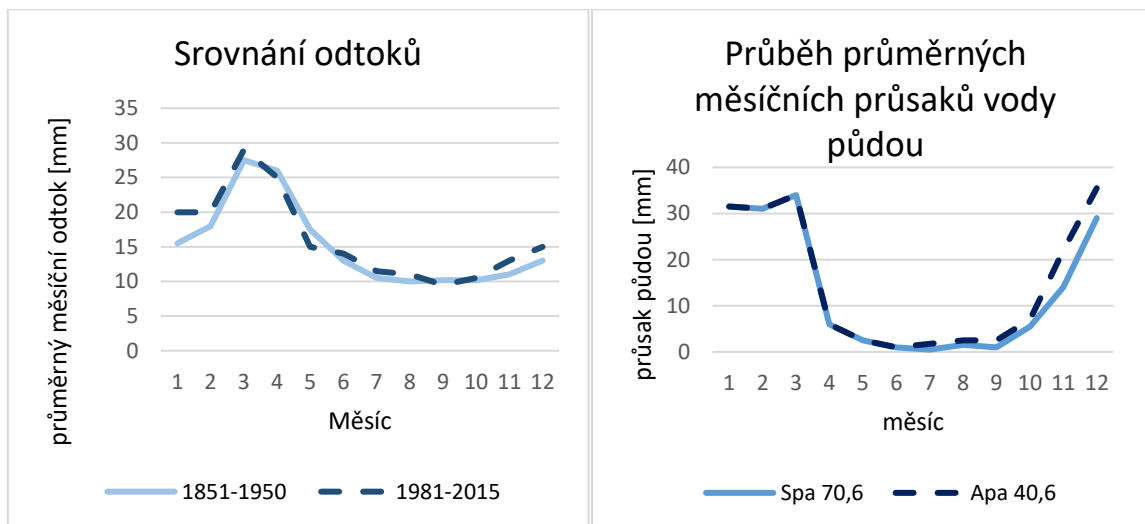 Srovnání odtoků
průměrný měsíční odtok [mm]
35
30
25
20
15
10
5
0
1 2 3 4 5 6 7 8 9 10 11 12
Měsíc
1851-1950 1981-2015
Průběh průměrných
měsíčních průsaků vody
půdou
průsak půdou [mm]
40
30
20
10
0
1 2 3 4 5 6 7 8 9 10 11 12
měsíc
Spa 70,6 Apa 40,6